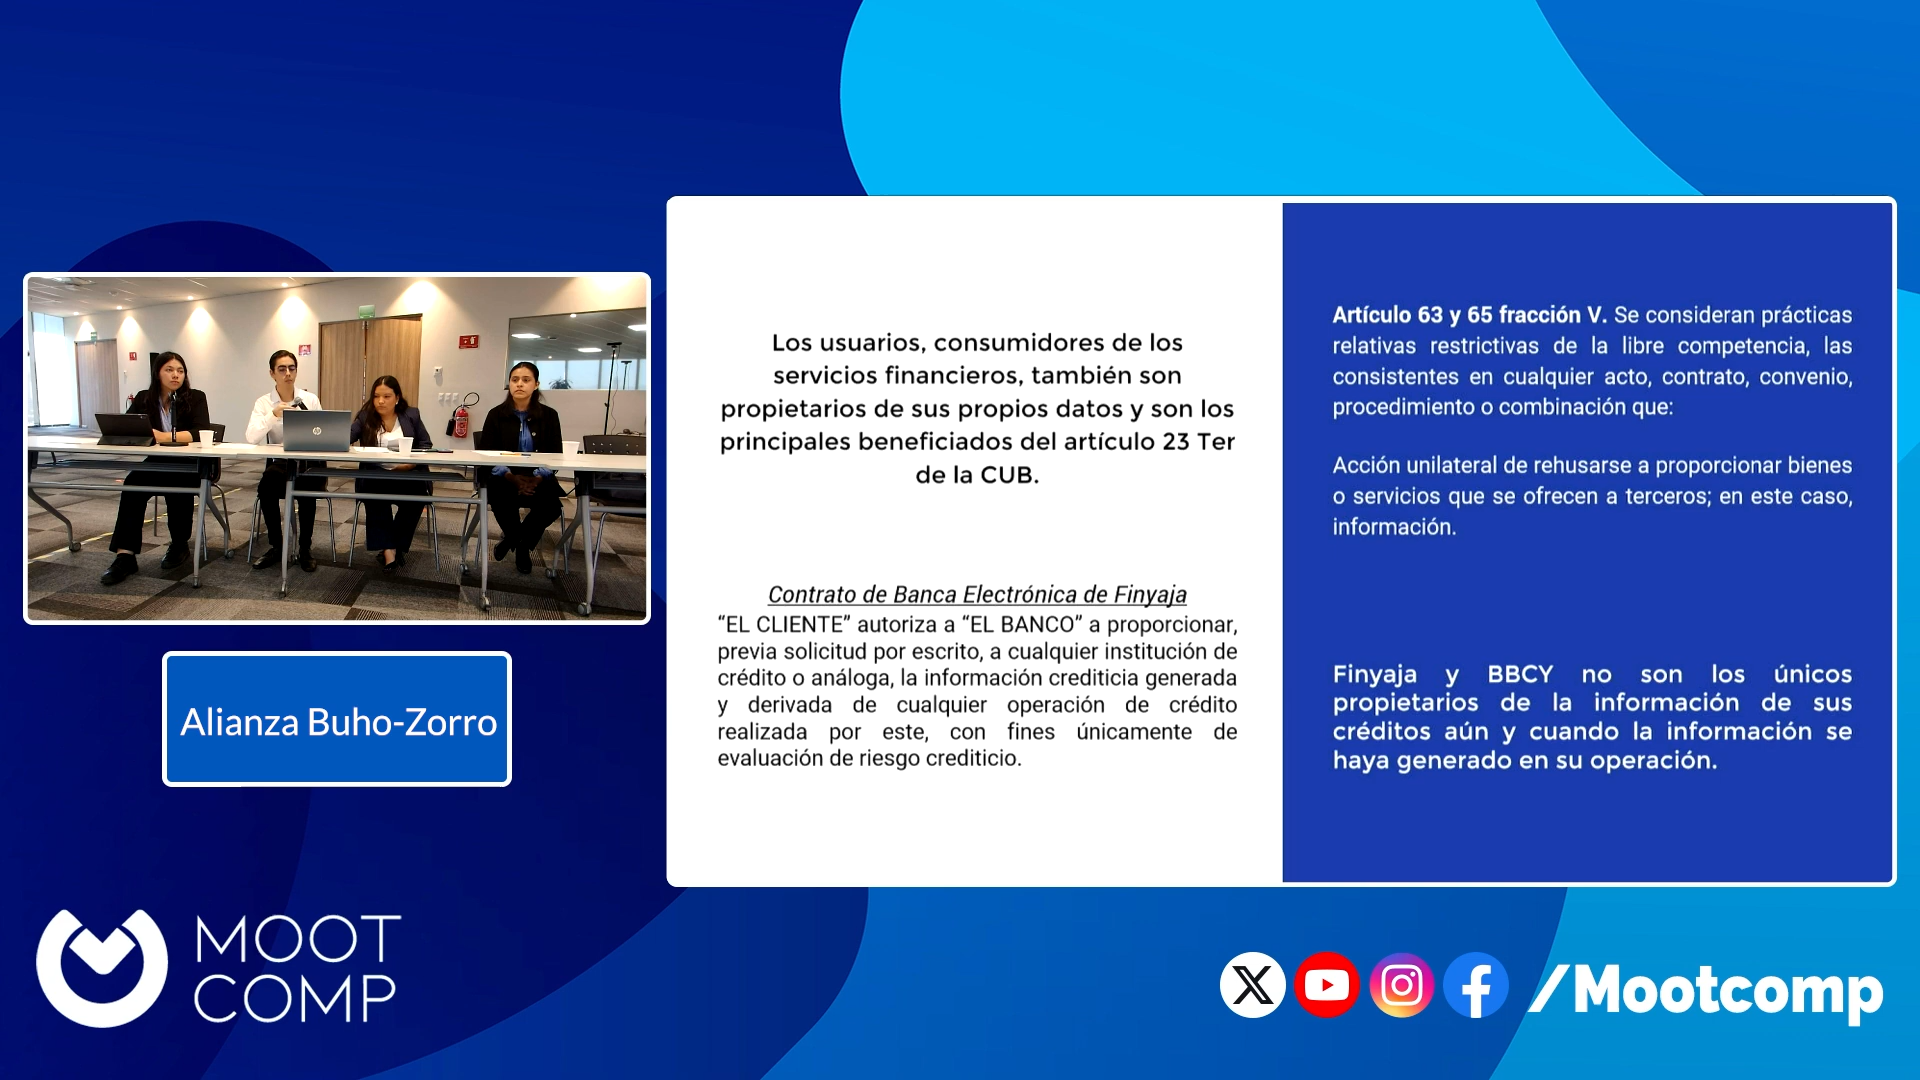 Los usuarios, consumidores de los
servicios financieros, también son
propietarios de sus propios datos y son los
principales beneficiados del artículo 23 Ter
de la CUB.
Contrato de Banca Electrónica de Finyaja
“EL CLIENTE” autoriza a “EL BANCO” a proporcionar,
previa solicitud por escrito, a cualquier institución de
crédito o análoga, la información crediticia generada
y derivada de cualquier operación de crédito
realizada por este, con fines únicamente de
evaluación de riesgo crediticio.
Artículo 63 y 65 fracción V. Se consideran prácticas
relativas restrictivas de la libre competencia, las
consistentes en cualquier acto, contrato, convenio,
procedimiento o combinación que:
Acción unilateral de rehusarse a proporcionar bienes
o servicios que se ofrecen a terceros; en este caso,
información.
Finyaja y BBCY no son los únicos
propietarios de la información de sus
créditos aún y cuando la información se
haya generado en su operación.
Alianza Buho-Zorro
MOOT
COMP
/Mootcomp